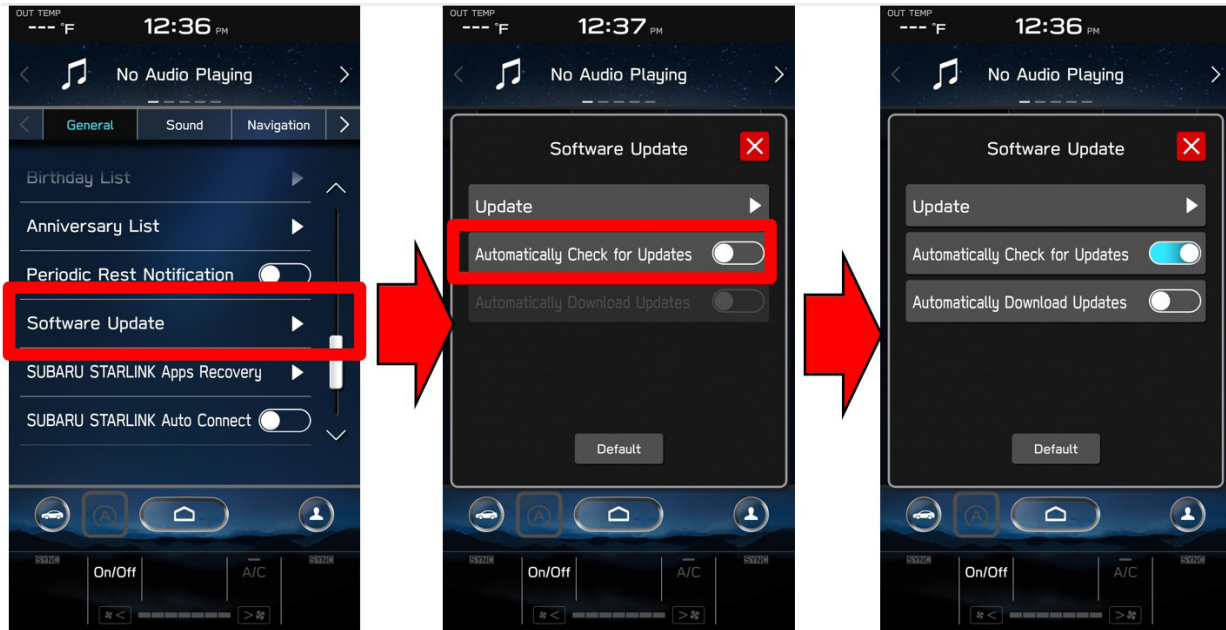 OUT TEMP
--- °F
12:36 PM
No Audio Playing
General Sound Navigation
Birthday List
Anniversary List
Periodic Rest Notification
Software Update
SUBARU STARLINK Apps Recovery
SUBARU STARLINK Auto Connect
A
SYNC
On/Off
A/C
SYNC
OUT TEMP
--- °F
12:37 PM
No Audio Playing
Software Update
Update
Automatically Check for Updates
Automatically Download Updates
Default
A
SYNC
On/Off
A/C
SYNC
OUT TEMP
--- °F
12:36 PM
No Audio Playing
Software Update
Update
Automatically Check for Updates
Automatically Download Updates
Default
A
SYNC
On/Off
A/C
SYNC